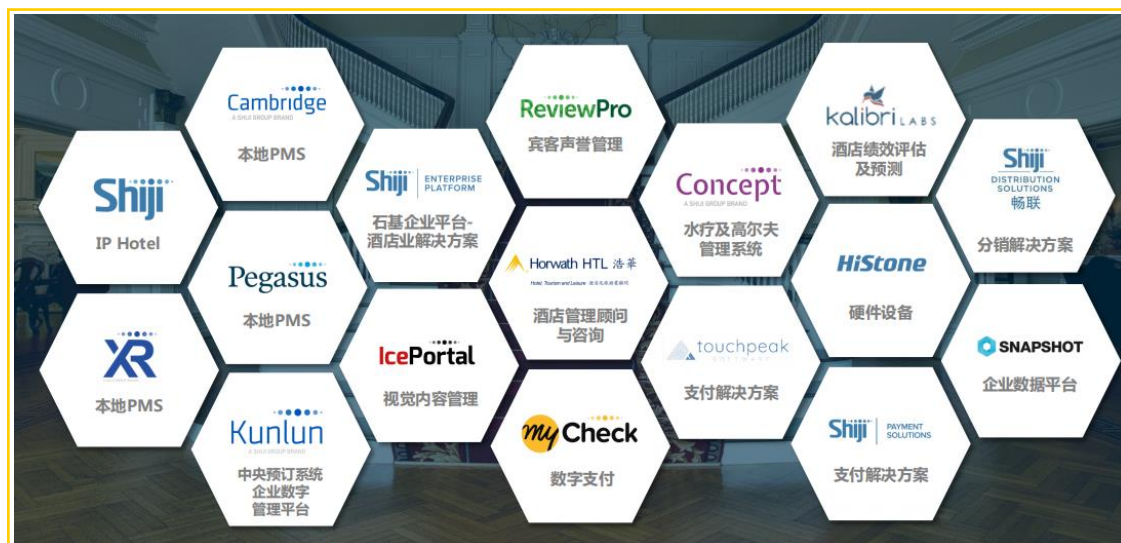 Cambridge
A SHIJI GROUP BRAND
本地PMS
ReviewPro
宾客声誉管理
kalibri LABS
酒店绩效评估
及预测
Shiji
IP Hotel
Shiji ENTERPRISE
PLATFORM
石基企业平台-
酒店业解决方案
Concept
A SHIJI GROUP BRAND
水疗及高尔夫
管理系统
Shiji
DISTRIBUTION
SOLUTIONS
畅联
分销解决方案
Pegasus
本地PMS
Horwath HTL 浩華
Hotel, Tourism and Leisure
酒店管理顾问
与咨询
HiStone
硬件设备
XR
本地PMS
IcePortal
视觉内容管理
touchpeak
SOFTWARE
支付解决方案
SNAPSHOT
企业数据平台
Kunlun
A SHIJI GROUP BRAND
中央预订系统
企业数字
管理平台
my Check
数字支付
Shiji PAYMENT
SOLUTIONS
支付解决方案